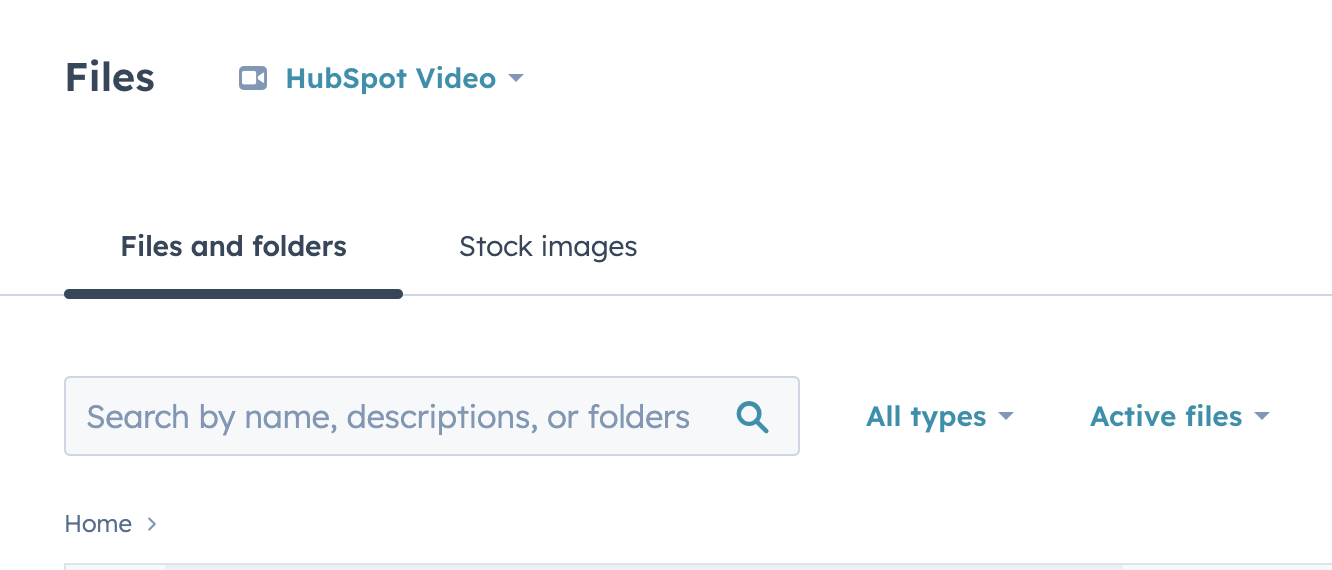 Files HubSpot Video
Files and folders Stock images
Search by name, descriptions, or folders All types Active files
Home